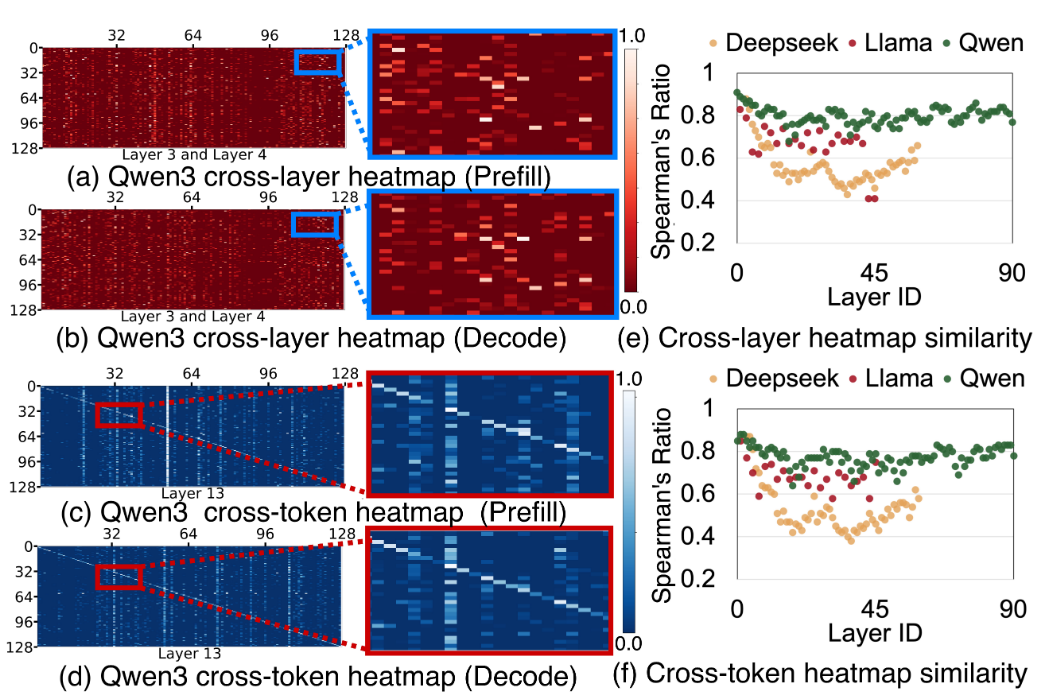 32 64 96 128
0
32
64
96
128
Layer 3 and Layer 4
1.0
0.0
(a) Qwen3 cross-layer heatmap (Prefill)
32 64 96 128
0
32
64
96
128
Layer 3 and Layer 4
(b) Qwen3 cross-layer heatmap (Decode)
Deepseek Llama Qwen
Spearman's Ratio
1
0.8
0.6
0.4
0.2
0 45 90
Layer ID
(e) Cross-layer heatmap similarity
32 64 96 128
0
32
64
96
128
Layer 13
1.0
0.0
(c) Qwen3 cross-token heatmap (Prefill)
32 64 96 128
0
32
64
96
128
Layer 13
(d) Qwen3 cross-token heatmap (Decode)
Deepseek Llama Qwen
Spearman's Ratio
1
0.8
0.6
0.4
0.2
0 45 90
Layer ID
(f) Cross-token heatmap similarity